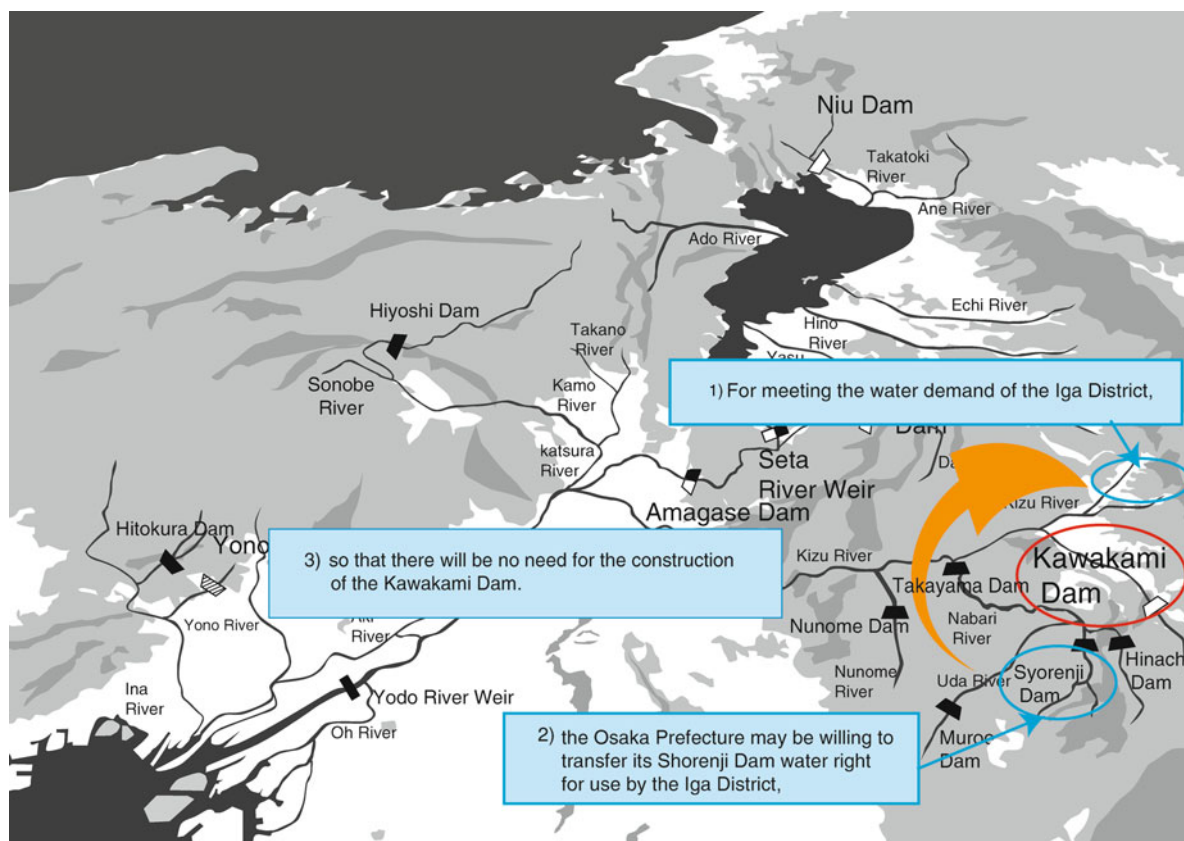 Niu Dam
Takatoki
River
Ane River
Ado River
Echi River
Hiyoshi Dam
Takano
River
Hino
River
Yasu
1) For meeting the water demand of the Iga District,
Sonobe
River
Kamo
River
katsura
River
Dam
Seta
River Weir
Kizu River
Amagase Dam
Hitokura Dam
Yono
3) so that there will be no need for the construction
of the Kawakami Dam.
Kizu River
Kawakami
Dam
Takayama Dam
Nunome Dam
Nabari
River
Yono River
River
Nunome
River
Uda River
Syorenji
Dam
Hinach
Dam
Ina
River
Yodo River Weir
Oh River
2) the Osaka Prefecture may be willing to
transfer its Shorenji Dam water right
for use by the Iga District,
Muroo
Dam